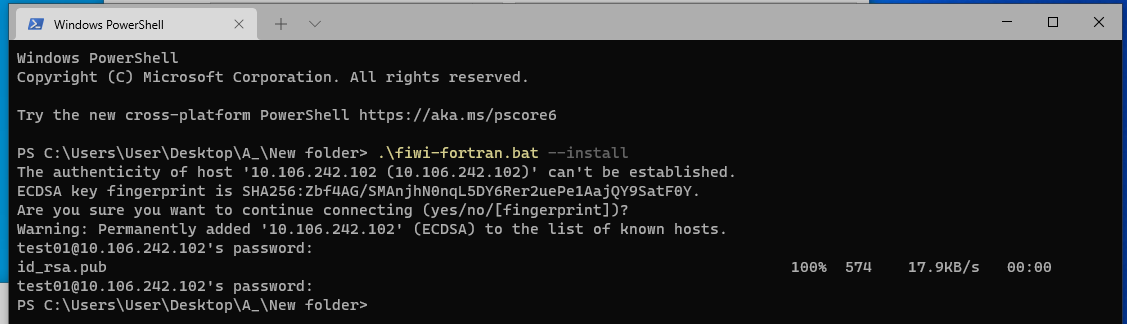 Windows PowerShell
Windows PowerShell
Copyright (C) Microsoft Corporation. All rights reserved.
Try the new cross-platform PowerShell https://aka.ms/pscore6
PS C:\Users\User\Desktop\A_\New folder> .\fiwi-fortran.bat --install
The authenticity of host '10.106.242.102 (10.106.242.102)' can't be established.
ECDSA key fingerprint is SHA256:Zbf4AG/SMAnjhN0nqL5DY6Rer2uePe1AajQY9SatF0Y.
Are you sure you want to continue connecting (yes/no/[fingerprint])?
Warning: Permanently added '10.106.242.102' (ECDSA) to the list of known hosts.
test01@10.106.242.102's password:
id_rsa.pub 100% 574 17.9KB/s 00:00
test01@10.106.242.102's password:
PS C:\Users\User\Desktop\A_\New folder>